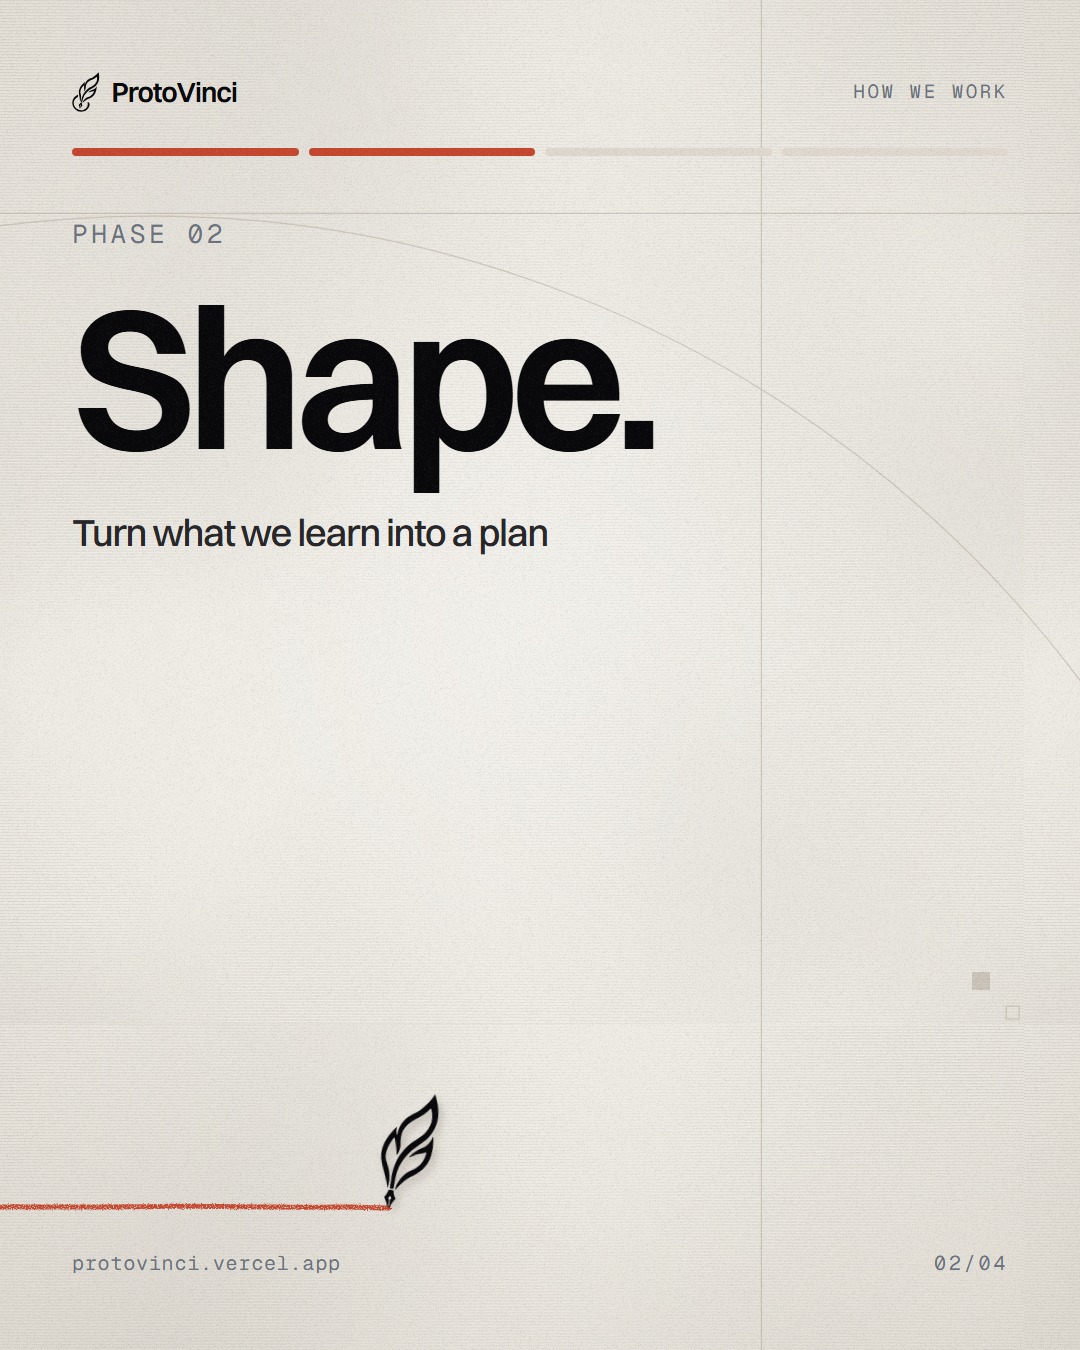 ProtoVinci
HOW WE WORK
PHASE 02
Shape.
Turn what we learn into a plan
protovinci.vercel.app
02/04